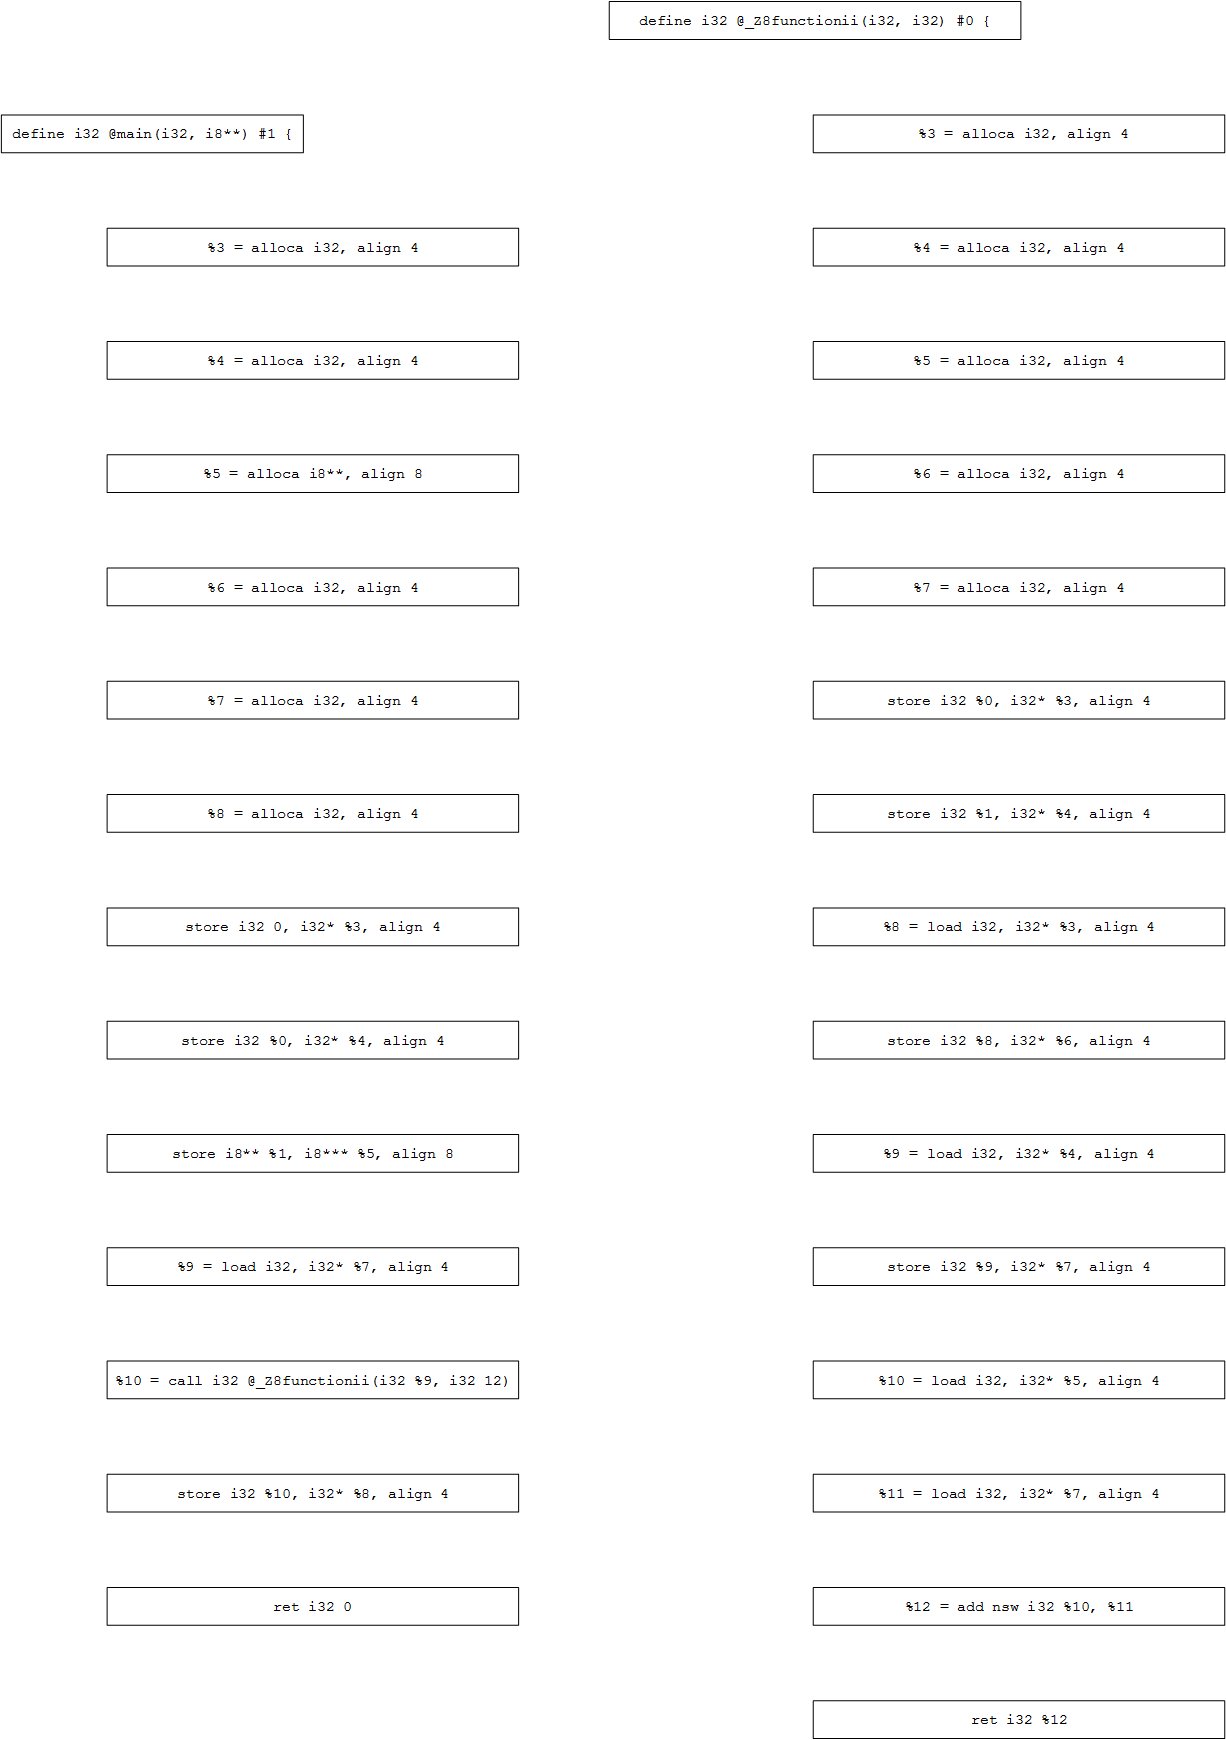 define i32 @_Z8functionii(i32, i32) #0 {
%3 = alloca i32, align 4
%4 = alloca i32, align 4
%5 = alloca i32, align 4
%6 = alloca i32, align 4
%7 = alloca i32, align 4
store i32 %0, i32* %3, align 4
store i32 %1, i32* %4, align 4
%8 = load i32, i32* %3, align 4
store i32 %8, i32* %6, align 4
%9 = load i32, i32* %4, align 4
store i32 %9, i32* %7, align 4
%10 = load i32, i32* %5, align 4
%11 = load i32, i32* %7, align 4
%12 = add nsw i32 %10, %11
ret i32 %12
define i32 @main(i32, i8**) #1 {
%3 = alloca i32, align 4
%4 = alloca i32, align 4
%5 = alloca i8**, align 8
%6 = alloca i32, align 4
%7 = alloca i32, align 4
%8 = alloca i32, align 4
store i32 0, i32* %3, align 4
store i32 %0, i32* %4, align 4
store i8** %1, i8*** %5, align 8
%9 = load i32, i32* %7, align 4
%10 = call i32 @_Z8functionii(i32 %9, i32 12)
store i32 %10, i32* %8, align 4
ret i32 0